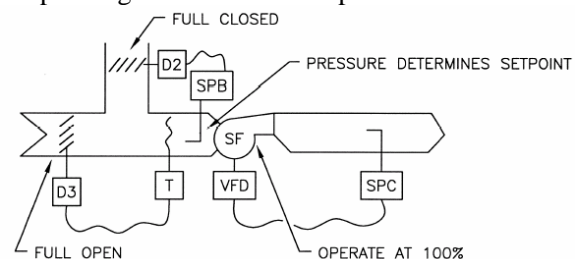 FULL CLOSED
D2
SPB
PRESSURE DETERMINES SETPOINT
SF
D3
T
VFD
SPC
FULL OPEN
OPERATE AT 100%